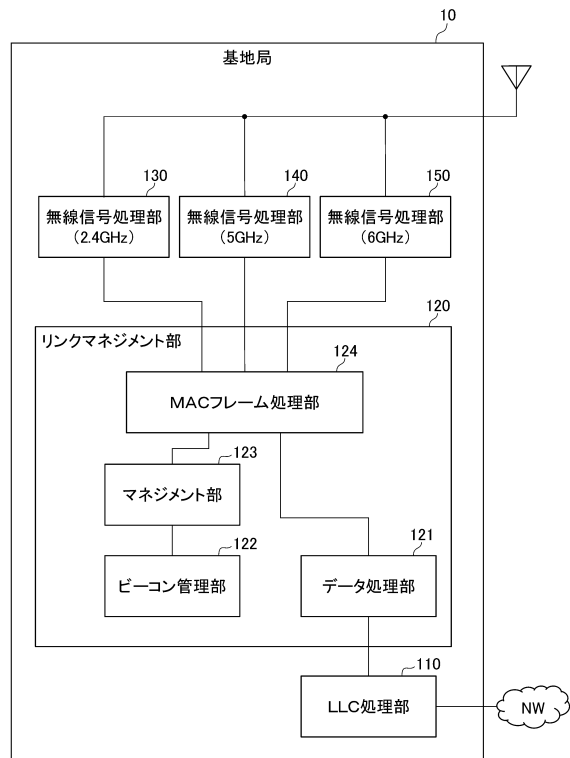 10
基地局
130
140
150
無線信号処理部
(2.4GHz)
無線信号処理部
(5GHz)
無線信号処理部
(6GHz)
120
リンクマネジメント部
124
MACフレーム処理部
123
マネジメント部
122
ビーコン管理部
121
データ処理部
110
LLC処理部
NW